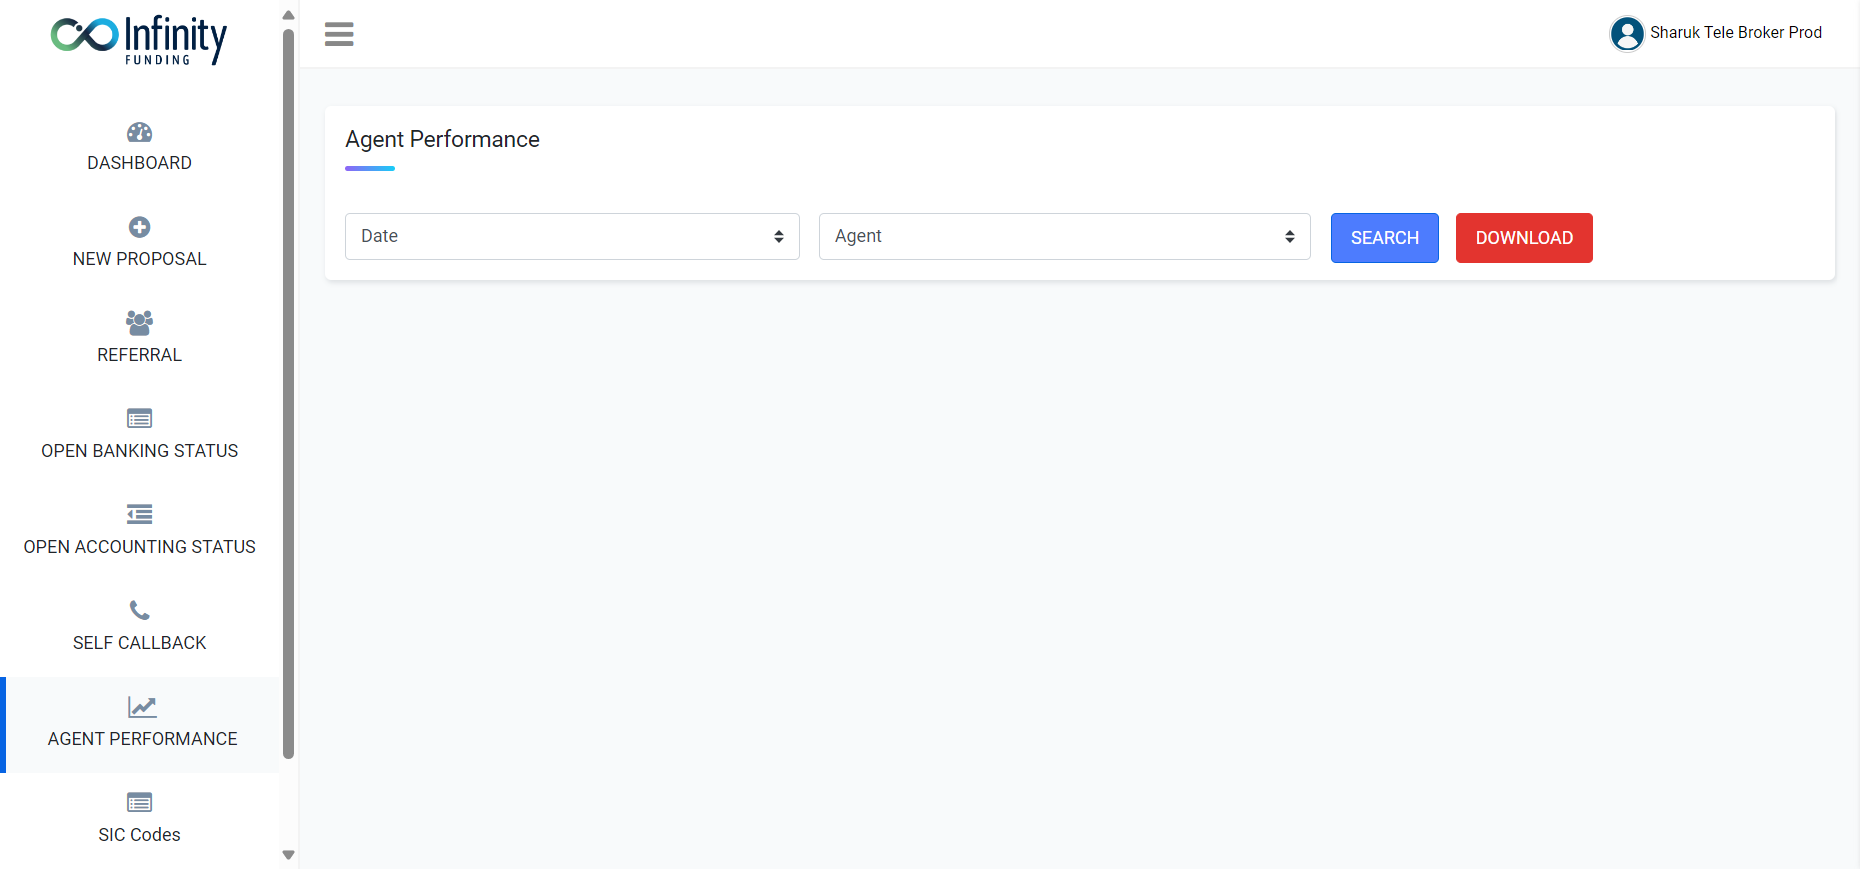 Infinity
FUNDING
Sharuk Tele Broker Prod
DASHBOARD
NEW PROPOSAL
REFERRAL
OPEN BANKING STATUS
OPEN ACCOUNTING STATUS
SELF CALLBACK
AGENT PERFORMANCE
SIC Codes
Agent Performance
Date
Agent
SEARCH
DOWNLOAD